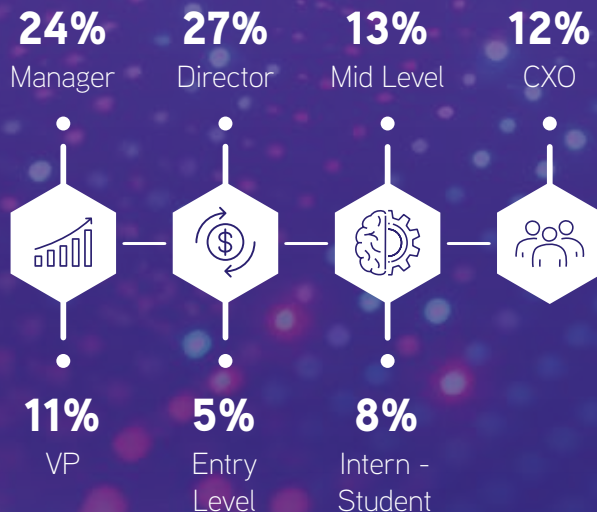 24%
Manager
27%
Director
13%
Mid Level
12%
CXO
$
11%
VP
5%
Entry
Level
8%
Intern -
Student